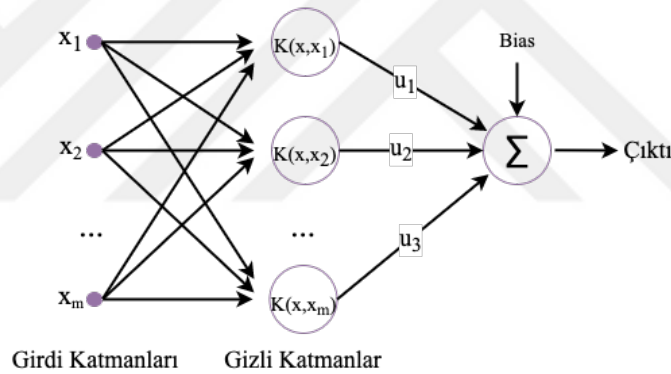 x1
K(x,x1)
Bias
u1
x2
K(x,x2)
u2
Σ
Çıktı
...
...
u3
xm
K(x,xm)
Girdi Katmanları
Gizli Katmanlar